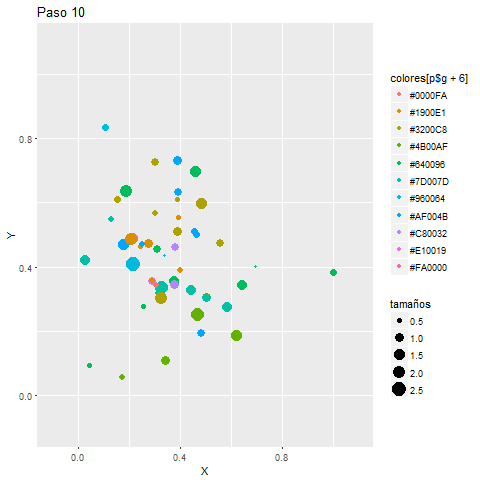 Paso 10
Y
0.8
0.4
0.0
0.0
0.4
0.8
X
colores[p$g + 6]
#0000FA
#1900E1
#3200C8
#4B00AF
#640096
#7D007D
#960064
#AF004B
#C80032
#E10019
#FA0000
tamaños
0.5
1.0
1.5
2.0
2.5